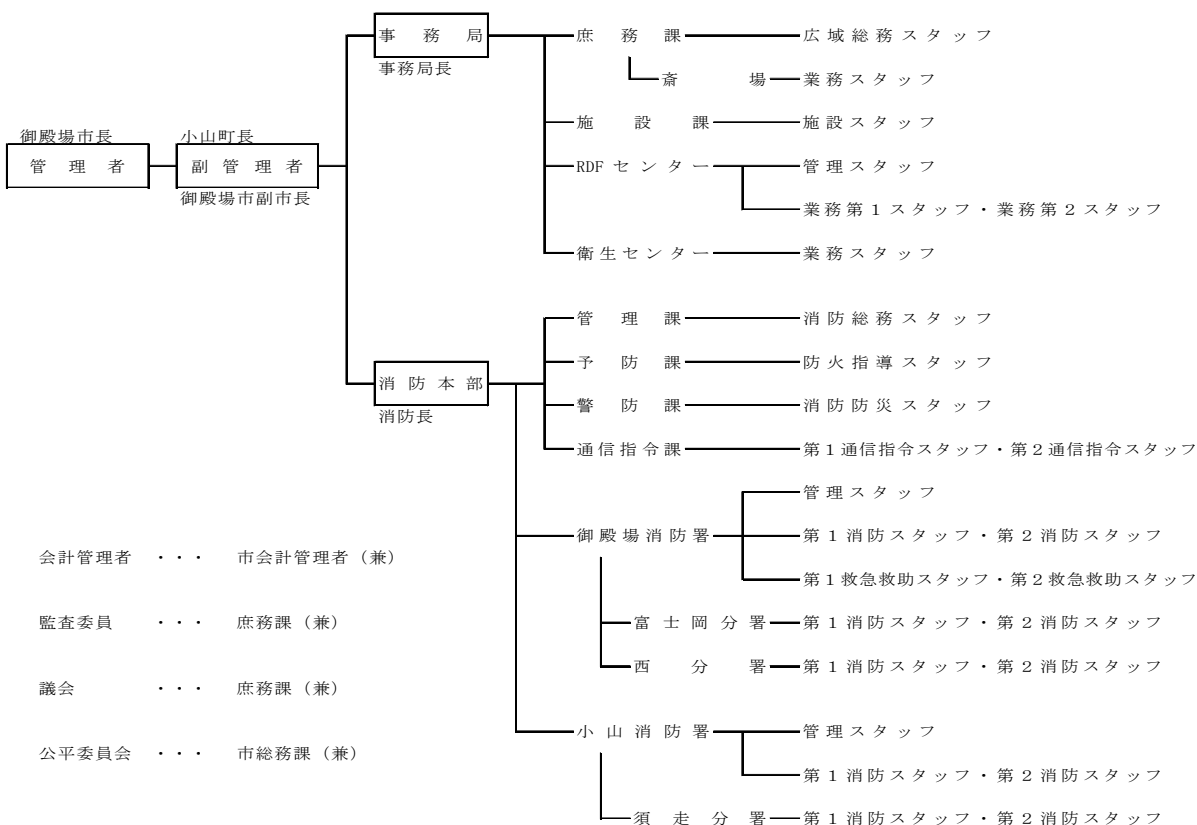 事務局 庶務課 広域総務スタッフ
事務局長
斎場 業務スタッフ
施設課 施設スタッフ
御殿場市長 小山町長
管理者 副管理者 RDFセンター 管理スタッフ
御殿場市副市長
業務第1スタッフ・業務第2スタッフ
衛生センター 業務スタッフ
管理課 消防総務スタッフ
予防課 防火指導スタッフ
消防本部
消防長
警防課 消防防災スタッフ
通信指令課 第1通信指令スタッフ・第2通信指令スタッフ
管理スタッフ
御殿場消防署 第1消防スタッフ・第2消防スタッフ
第1救急救助スタッフ・第2救急救助スタッフ
富士岡分署 第1消防スタッフ・第2消防スタッフ
西分署 第1消防スタッフ・第2消防スタッフ
小山消防署 管理スタッフ
第1消防スタッフ・第2消防スタッフ
須走分署 第1消防スタッフ・第2消防スタッフ
会計管理者 ・・・ 市会計管理者（兼）
監査委員 ・・・ 庶務課（兼）
議会 ・・・ 庶務課（兼）
公平委員会 ・・・ 市総務課（兼）